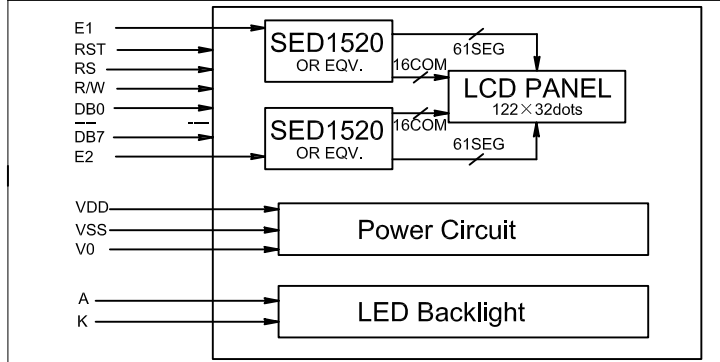 E1
RST
RS
R/W
DB0
DB7
E2
SED1520
OR EQV.
61SEG
16COM
LCD PANEL
122×32dots
SED1520
OR EQV.
16COM
61SEG
VDD
VSS
V0
Power Circuit
A
K
LED Backlight